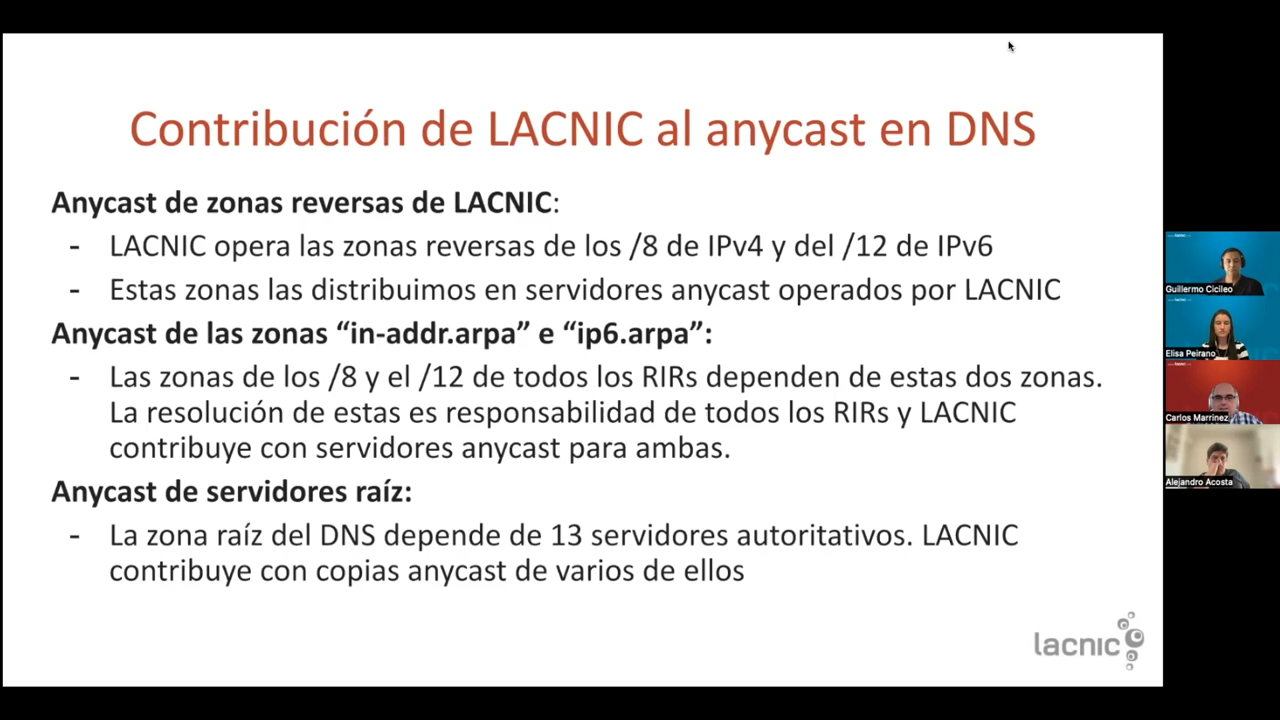 Contribución de LACNIC al anycast en DNS
Anycast de zonas reversas de LACNIC:
- LACNIC opera las zonas reversas de los /8 de IPv4 y del /12 de IPv6
- Estas zonas las distribuimos en servidores anycast operados por LACNIC
Anycast de las zonas “in-addr.arpa” e “ip6.arpa”:
- Las zonas de los /8 y el /12 de todos los RIRs dependen de estas dos zonas.
La resolución de estas es responsabilidad de todos los RIRs y LACNIC
contribuye con servidores anycast para ambas.
Anycast de servidores raíz:
- La zona raíz del DNS depende de 13 servidores autoritativos. LACNIC
contribuye con copias anycast de varios de ellos
lacnic
Guillermo Cicileo
Elisa Peirano
Carlos Marrinez
Alejandro Acosta